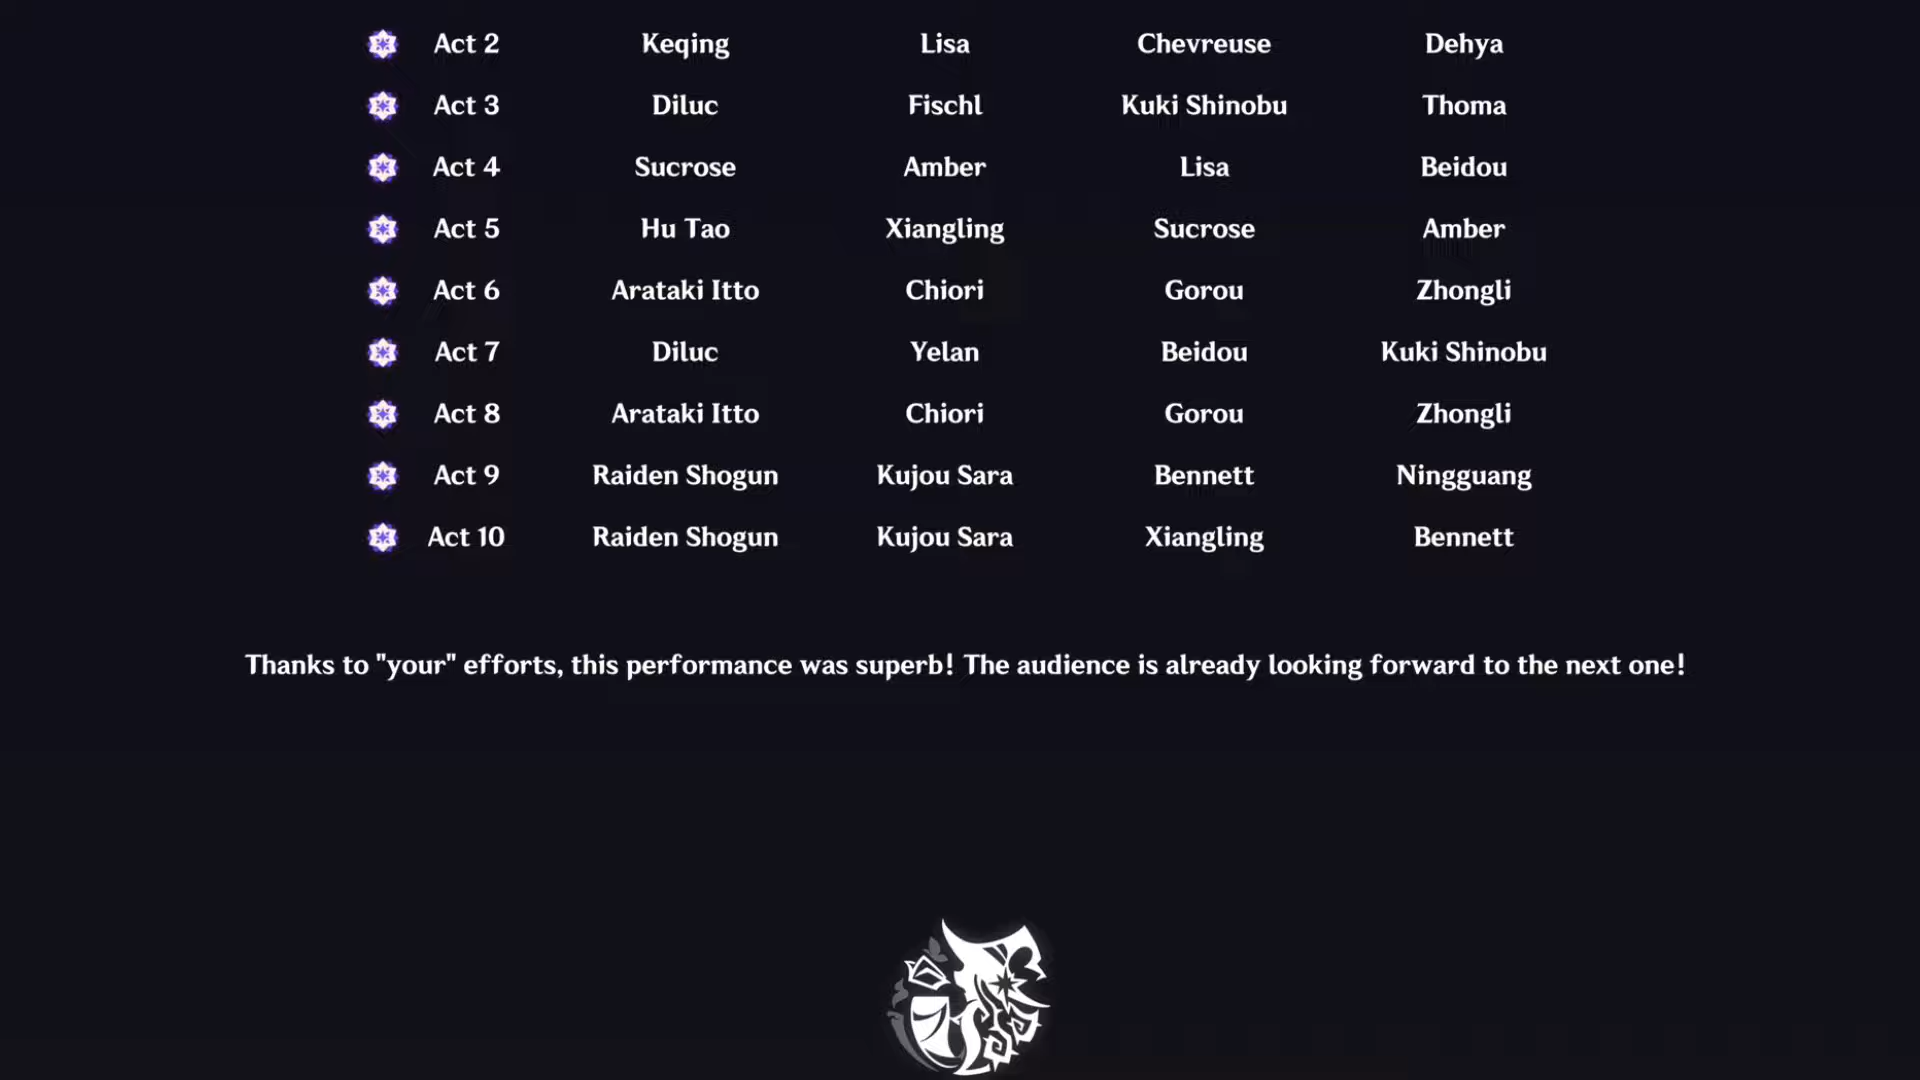 Act 2 Keqing Lisa Chevreuse Dehya
Act 3 Diluc Fischl Kuki Shinobu Thoma
Act 4 Sucrose Amber Lisa Beidou
Act 5 Hu Tao Xiangling Sucrose Amber
Act 6 Arataki Itto Chiori Gorou Zhongli
Act 7 Diluc Yelan Beidou Kuki Shinobu
Act 8 Arataki Itto Chiori Gorou Zhongli
Act 9 Raiden Shogun Kujou Sara Bennett Ningguang
Act 10 Raiden Shogun Kujou Sara Xiangling Bennett
Thanks to "your" efforts, this performance was superb! The audience is already looking forward to the next one!